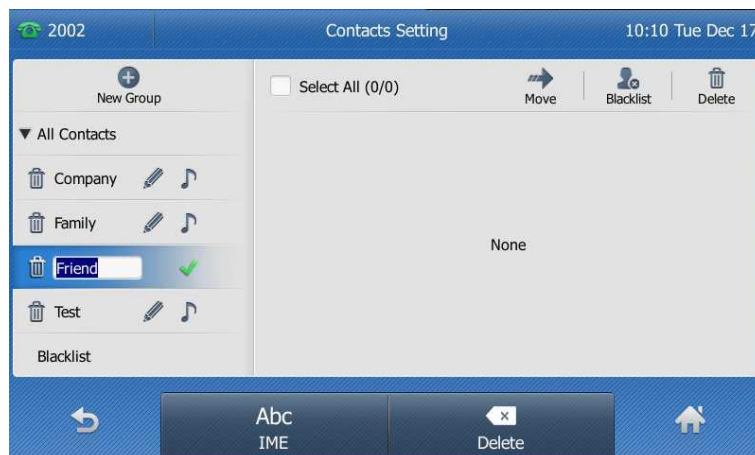 2002
Contacts Setting
10:10 Tue Dec 17
New Group
Select All (0/0)
Move
Blacklist
Delete
All Contacts
Company
Family
Friend
Test
Blacklist
None
Abc
IME
Delete